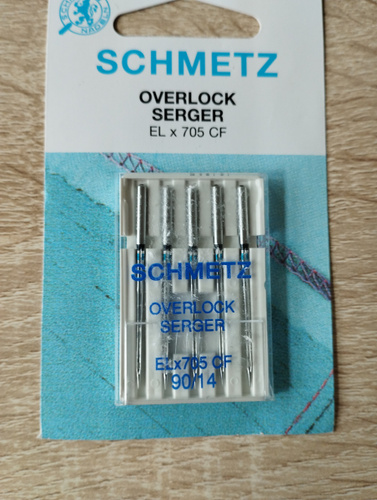 SCHMETZ
OVERLOCK
SERGER
EL x 705 CF
SCHMETZ
OVERLOCK
SERGER
ELx705 CF
90/14